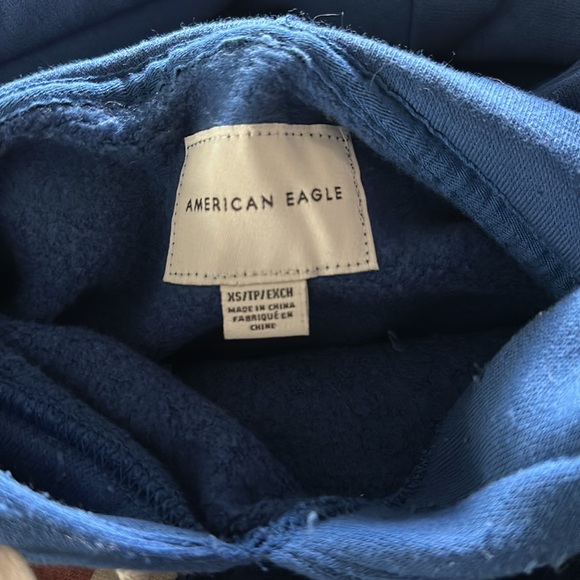 AMERICAN EAGLE
XS/TP/EXCH
MADE IN CHINA
FABRIQUÉ EN
CHINE